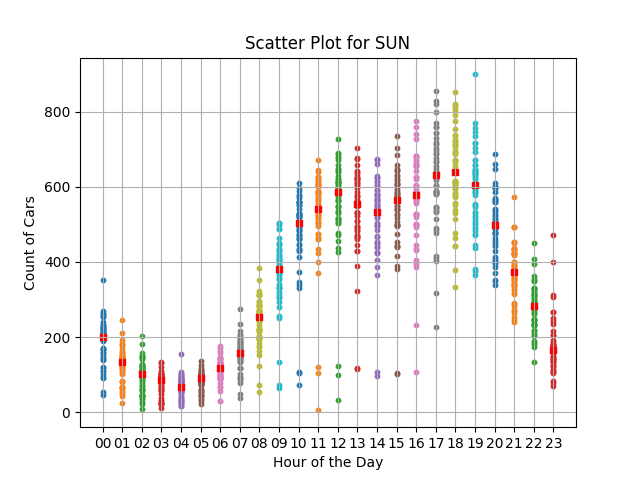 Scatter Plot for SUN
Count of Cars
800
600
400
200
0
00 01 02 03 04 05 06 07 08 09 10 11 12 13 14 15 16 17 18 19 20 21 22 23
Hour of the Day